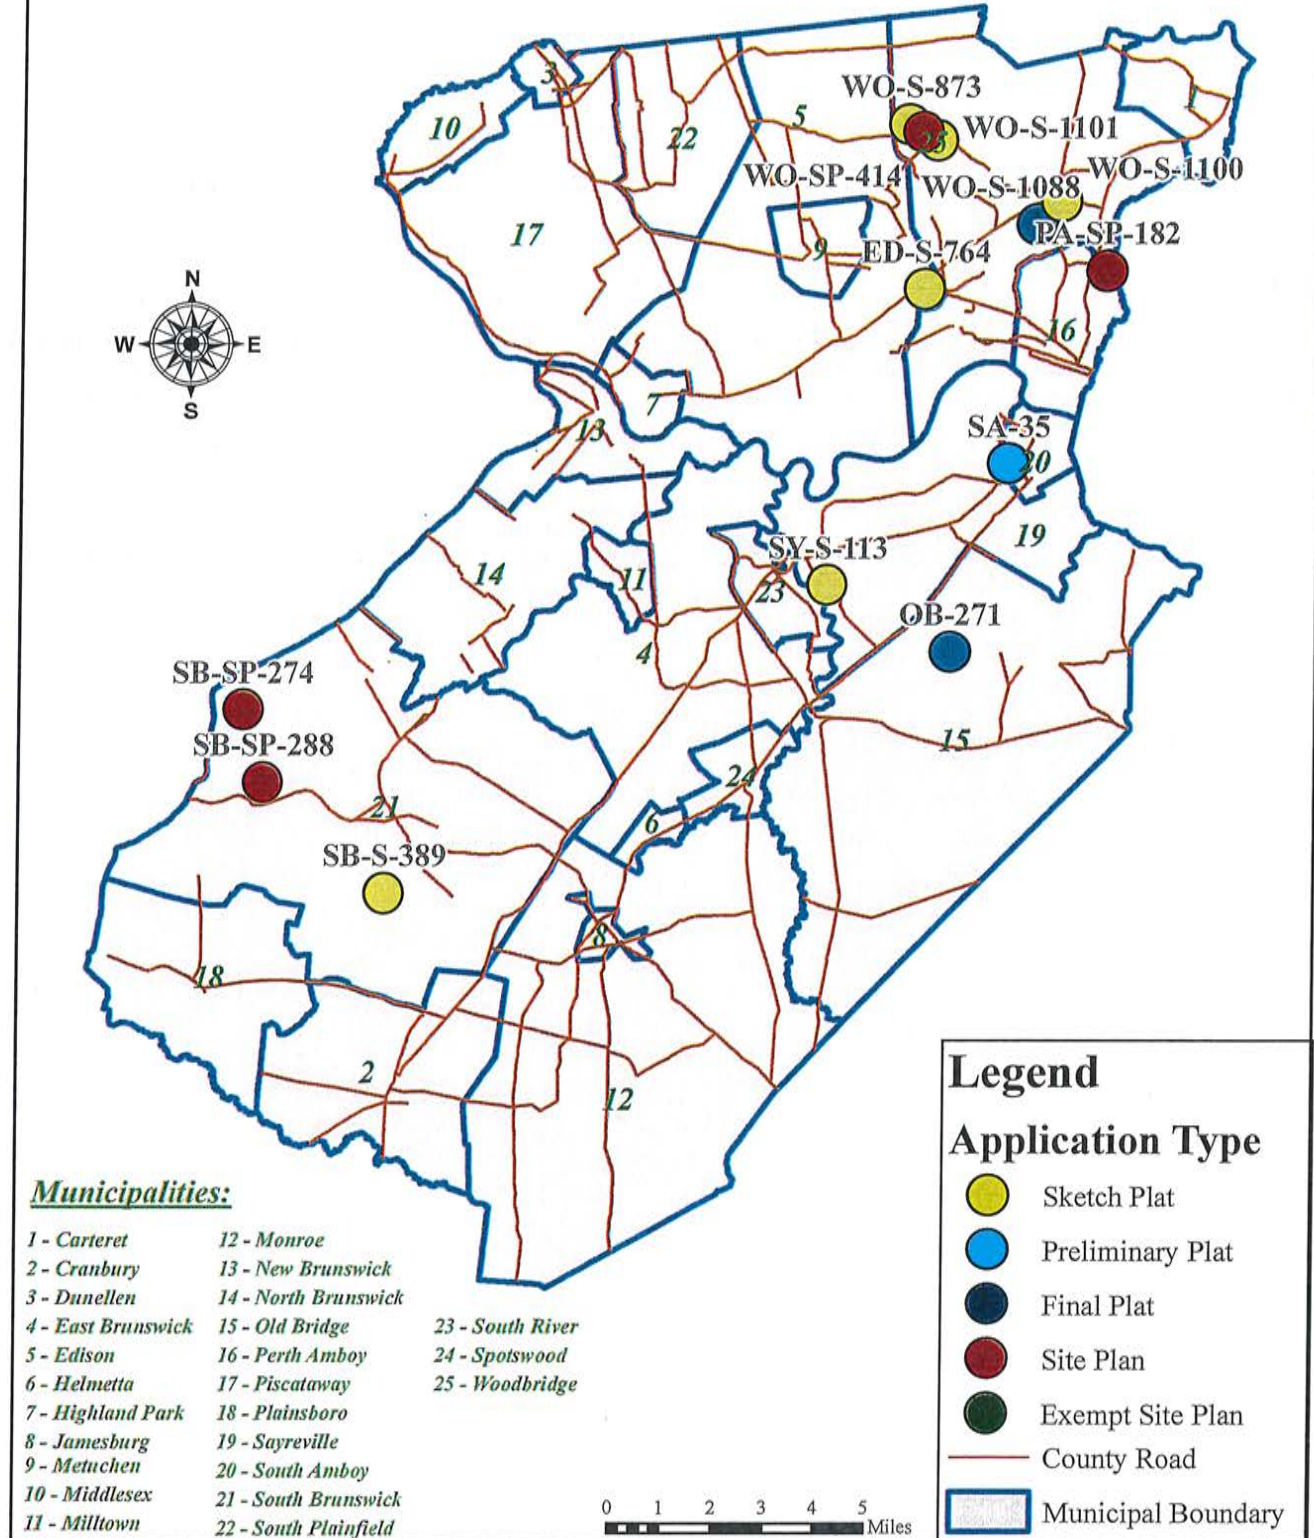 3
WO-S-873
1
10
5
22
25
WO-S-1101
WO-SP-414
WO-S-1088
WO-S-1100
17
PA-SP-182
9
ED-S-764
N
W
E
S
16
7
13
SA-35
20
19
14
11
SY-S-113
23
OB-271
4
SB-SP-274
SB-SP-288
15
24
21
6
SB-S-389
8
18
2
12
Legend
Application Type
Sketch Plat
Preliminary Plat
Final Plat
Site Plan
Exempt Site Plan
County Road
Municipal Boundary
Municipalities:
1 - Carteret
2 - Cranbury
3 - Dunellen
4 - East Brunswick
5 - Edison
6 - Helmetta
7 - Highland Park
8 - Jamesburg
9 - Metuchen
10 - Middlesex
11 - Milltown
12 - Monroe
13 - New Brunswick
14 - North Brunswick
15 - Old Bridge
16 - Perth Amboy
17 - Piscataway
18 - Plainsboro
19 - Sayreville
20 - South Amboy
21 - South Brunswick
22 - South Plainfield
23 - South River
24 - Spotswood
25 - Woodbridge
0 1 2 3 4 5
Miles